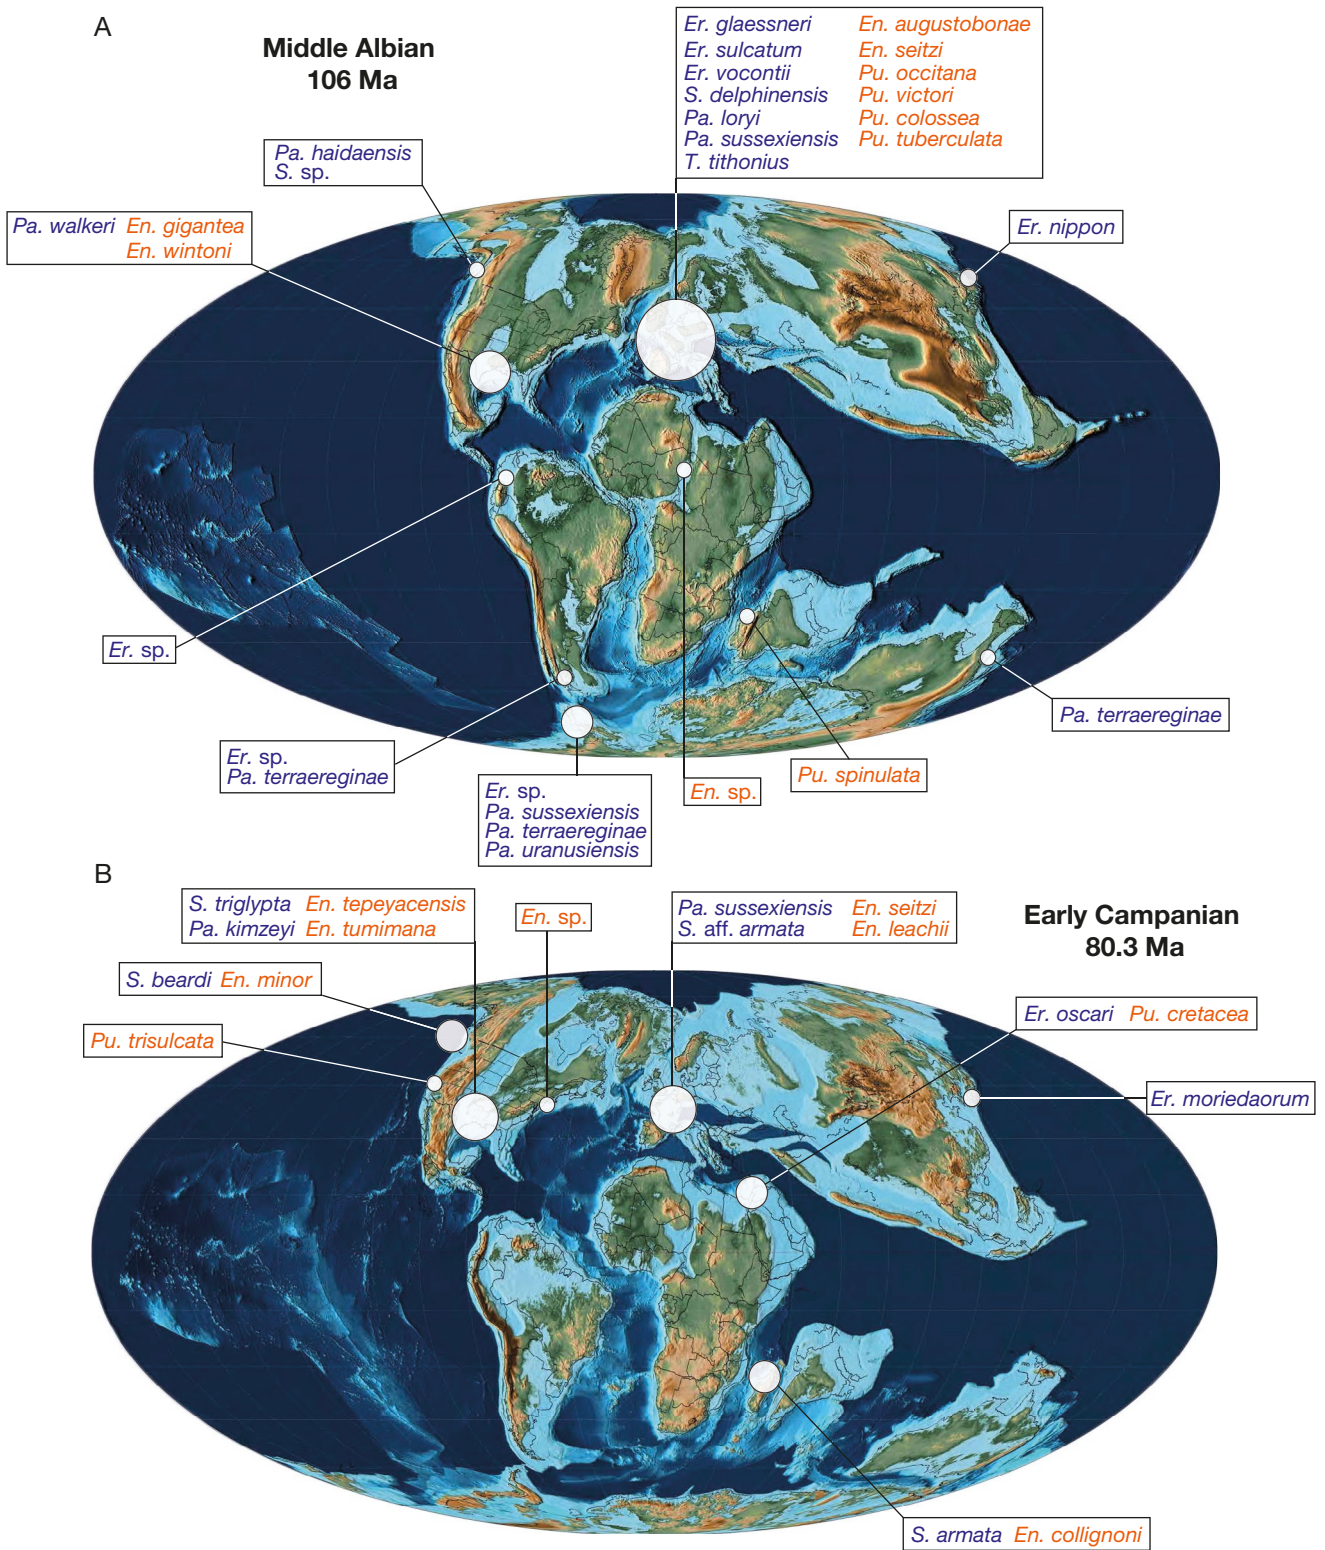 A
Middle Albian
106 Ma
Er. glaessneri En. augustobonae
Er. sulcatum En. seitzi
Er. vocontii Pu. occitana
S. delphinensis Pu. victori
Pa. loryi Pu. colossea
Pa. sussexiensis Pu. tuberculata
T. tithonius
Pa. haidaensis
S. sp.
Pa. walkeri En. gigantea
En. wintoni
Er. nippon
Er. sp.
Pa. terraereginae
Er. sp.
Pa. terraereginae
Er. sp.
Pa. sussexiensis
Pa. terraereginae
Pa. uranusiensis
En. sp.
Pu. spinulata
B
Early Campanian
80.3 Ma
S. triglypta En. tepeyacensis
Pa. kimzeyi En. tumimana
En. sp.
Pa. sussexiensis En. seitzi
S. aff. armata En. leachii
S. beardi En. minor
Pu. trisulcata
Er. oscari Pu. cretacea
Er. moriedaorum
S. armata En. collignoni